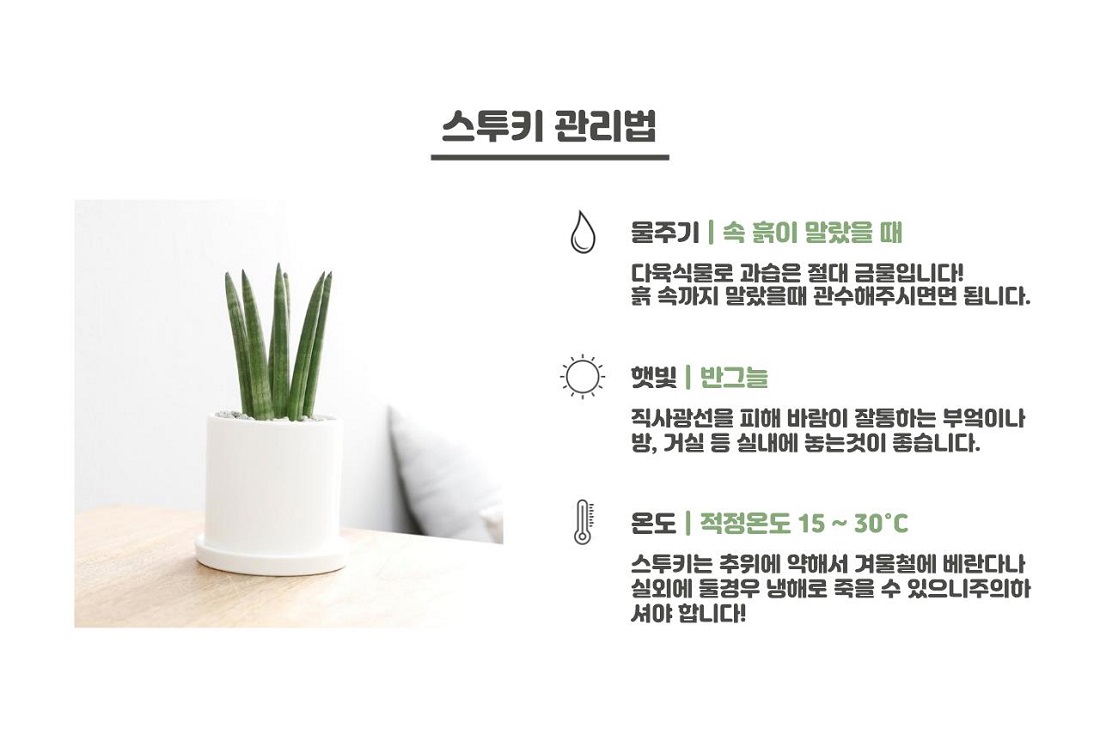 스투키 관리법
물주기 | 속 흙이 말랐을 때
다육식물로 과습은 절대 금물입니다!
흙 속까지 말랐을때 관수해주시면면 됩니다.
햇빛 | 반그늘
직사광선을 피해 바람이 잘통하는 부엌이나
방, 거실 등 실내에 놓는것이 좋습니다.
온도 | 적정온도 15 ~ 30°C
스투키는 추위에 약해서 겨울철에 베란다나
실외에 둘경우 냉해로 죽을 수 있으니주의하
셔야 합니다!